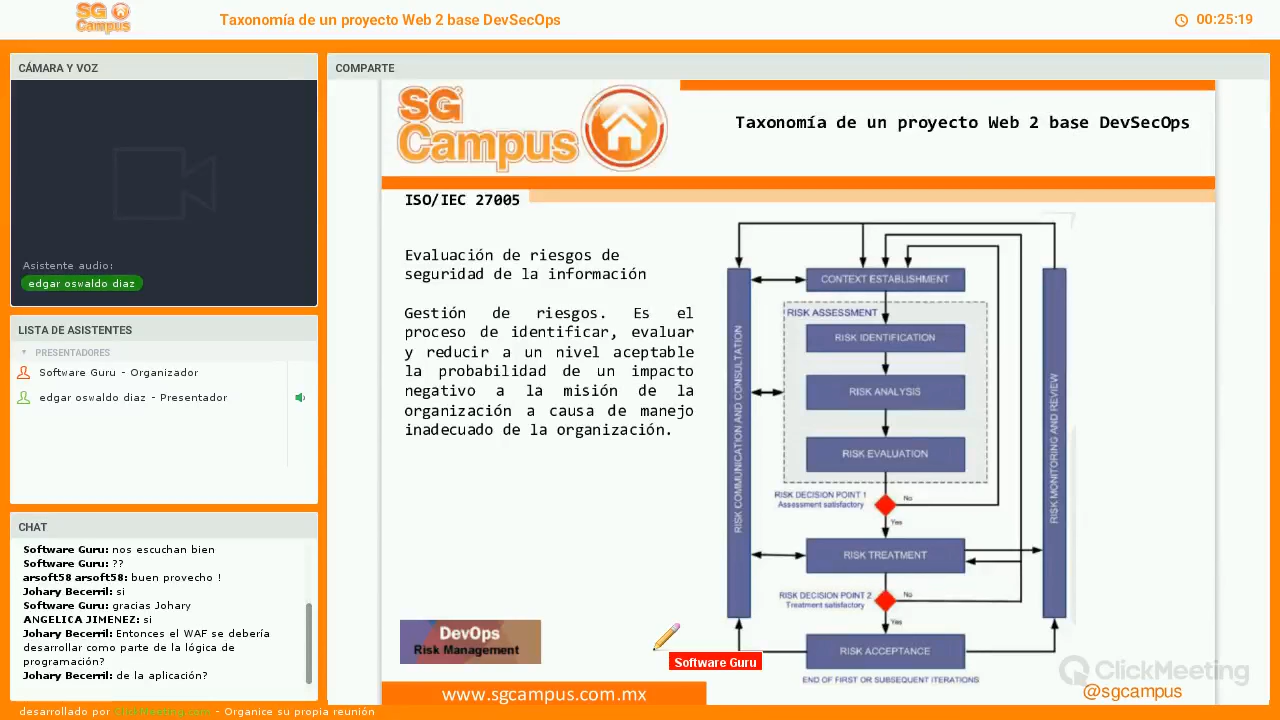 SG Campus
Taxonomía de un proyecto Web 2 base DevSecOps
00:25:19
CÁMARA Y VOZ
Asistente audio:
edgar oswaldo diaz
LISTA DE ASISTENTES
PRESENTADORES
Software Guru - Organizador
edgar oswaldo diaz - Presentador
CHAT
Software Guru: nos escuchan bien
Software Guru: ??
arsoft58 arsoft58: buen provecho !
Johary Becerril: si
Software Guru: gracias Johary
ANGELICA JIMENEZ: si
Johary Becerril: Entonces el WAF se debería
desarrollar como parte de la lógica de
programación?
Johary Becerril: de la aplicación?
desarrollado por ClickMeeting.com - Organice su propia reunión
COMPARTE
SG
Campus
Taxonomía de un proyecto Web 2 base DevSecOps
ISO/IEC 27005
Evaluación de riesgos de
seguridad de la información
Gestión de riesgos. Es el
proceso de identificar, evaluar
y reducir a un nivel aceptable
la probabilidad de un impacto
negativo a la misión de la
organización a causa de manejo
inadecuado de la organización.
DevOps
Risk Management
Software Guru
www.sgcampus.com.mx
RISK COMMUNICATION AND CONSULTATION
CONTEXT ESTABLISHMENT
RISK ASSESSMENT
RISK IDENTIFICATION
RISK ANALYSIS
RISK EVALUATION
RISK DECISION POINT 1
Assessment satisfactory
No
Yes
RISK TREATMENT
RISK DECISION POINT 2
Treatment satisfactory
No
Yes
RISK ACCEPTANCE
END OF FIRST OR SUBSEQUENT ITERATIONS
RISK MONITORING AND REVIEW
ClickMeeting
@sgcampus